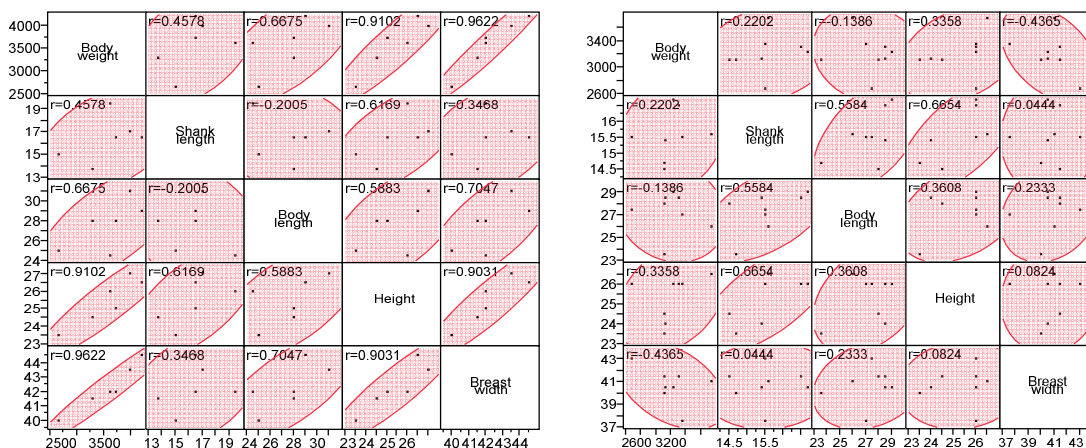 4000
3500
3000
2500
Body
weight
r=0.4578
r=0.6675
r=0.9102
r=0.9622
19
17
15
13
r=0.4578
Shank
length
r=-0.2005
r=0.6169
r=0.3468
30
28
26
24
r=0.6675
r=-0.2005
Body
length
r=0.5883
r=0.7047
27
26
25
24
23
r=0.9102
r=0.6169
r=0.5883
Height
r=0.9031
44
43
42
41
40
r=0.9622
r=0.3468
r=0.7047
r=0.9031
Breast
width
2500 3500 13 15 17 19 24 26 28 30 23 24 25 26 40 41 42 43 44
3400
3000
2600
Body
weight
r=0.2202
r=-0.1386
r=0.3358
r=-0.4365
16
15.5
15
14.5
r=0.2202
Shank
length
r=0.5584
r=0.6654
r=0.0444
29
27
26
25
23
r=-0.1386
r=0.5584
Body
length
r=0.3608
r=0.2333
26
25
24
23
r=0.3358
r=0.6654
r=0.3608
Height
r=0.0824
43
41
39
37
r=-0.4365
r=0.0444
r=0.2333
r=0.0824
Breast
width
2600 3200 14.5 15.5 23 25 27 29 23 24 25 26 37 39 41 43